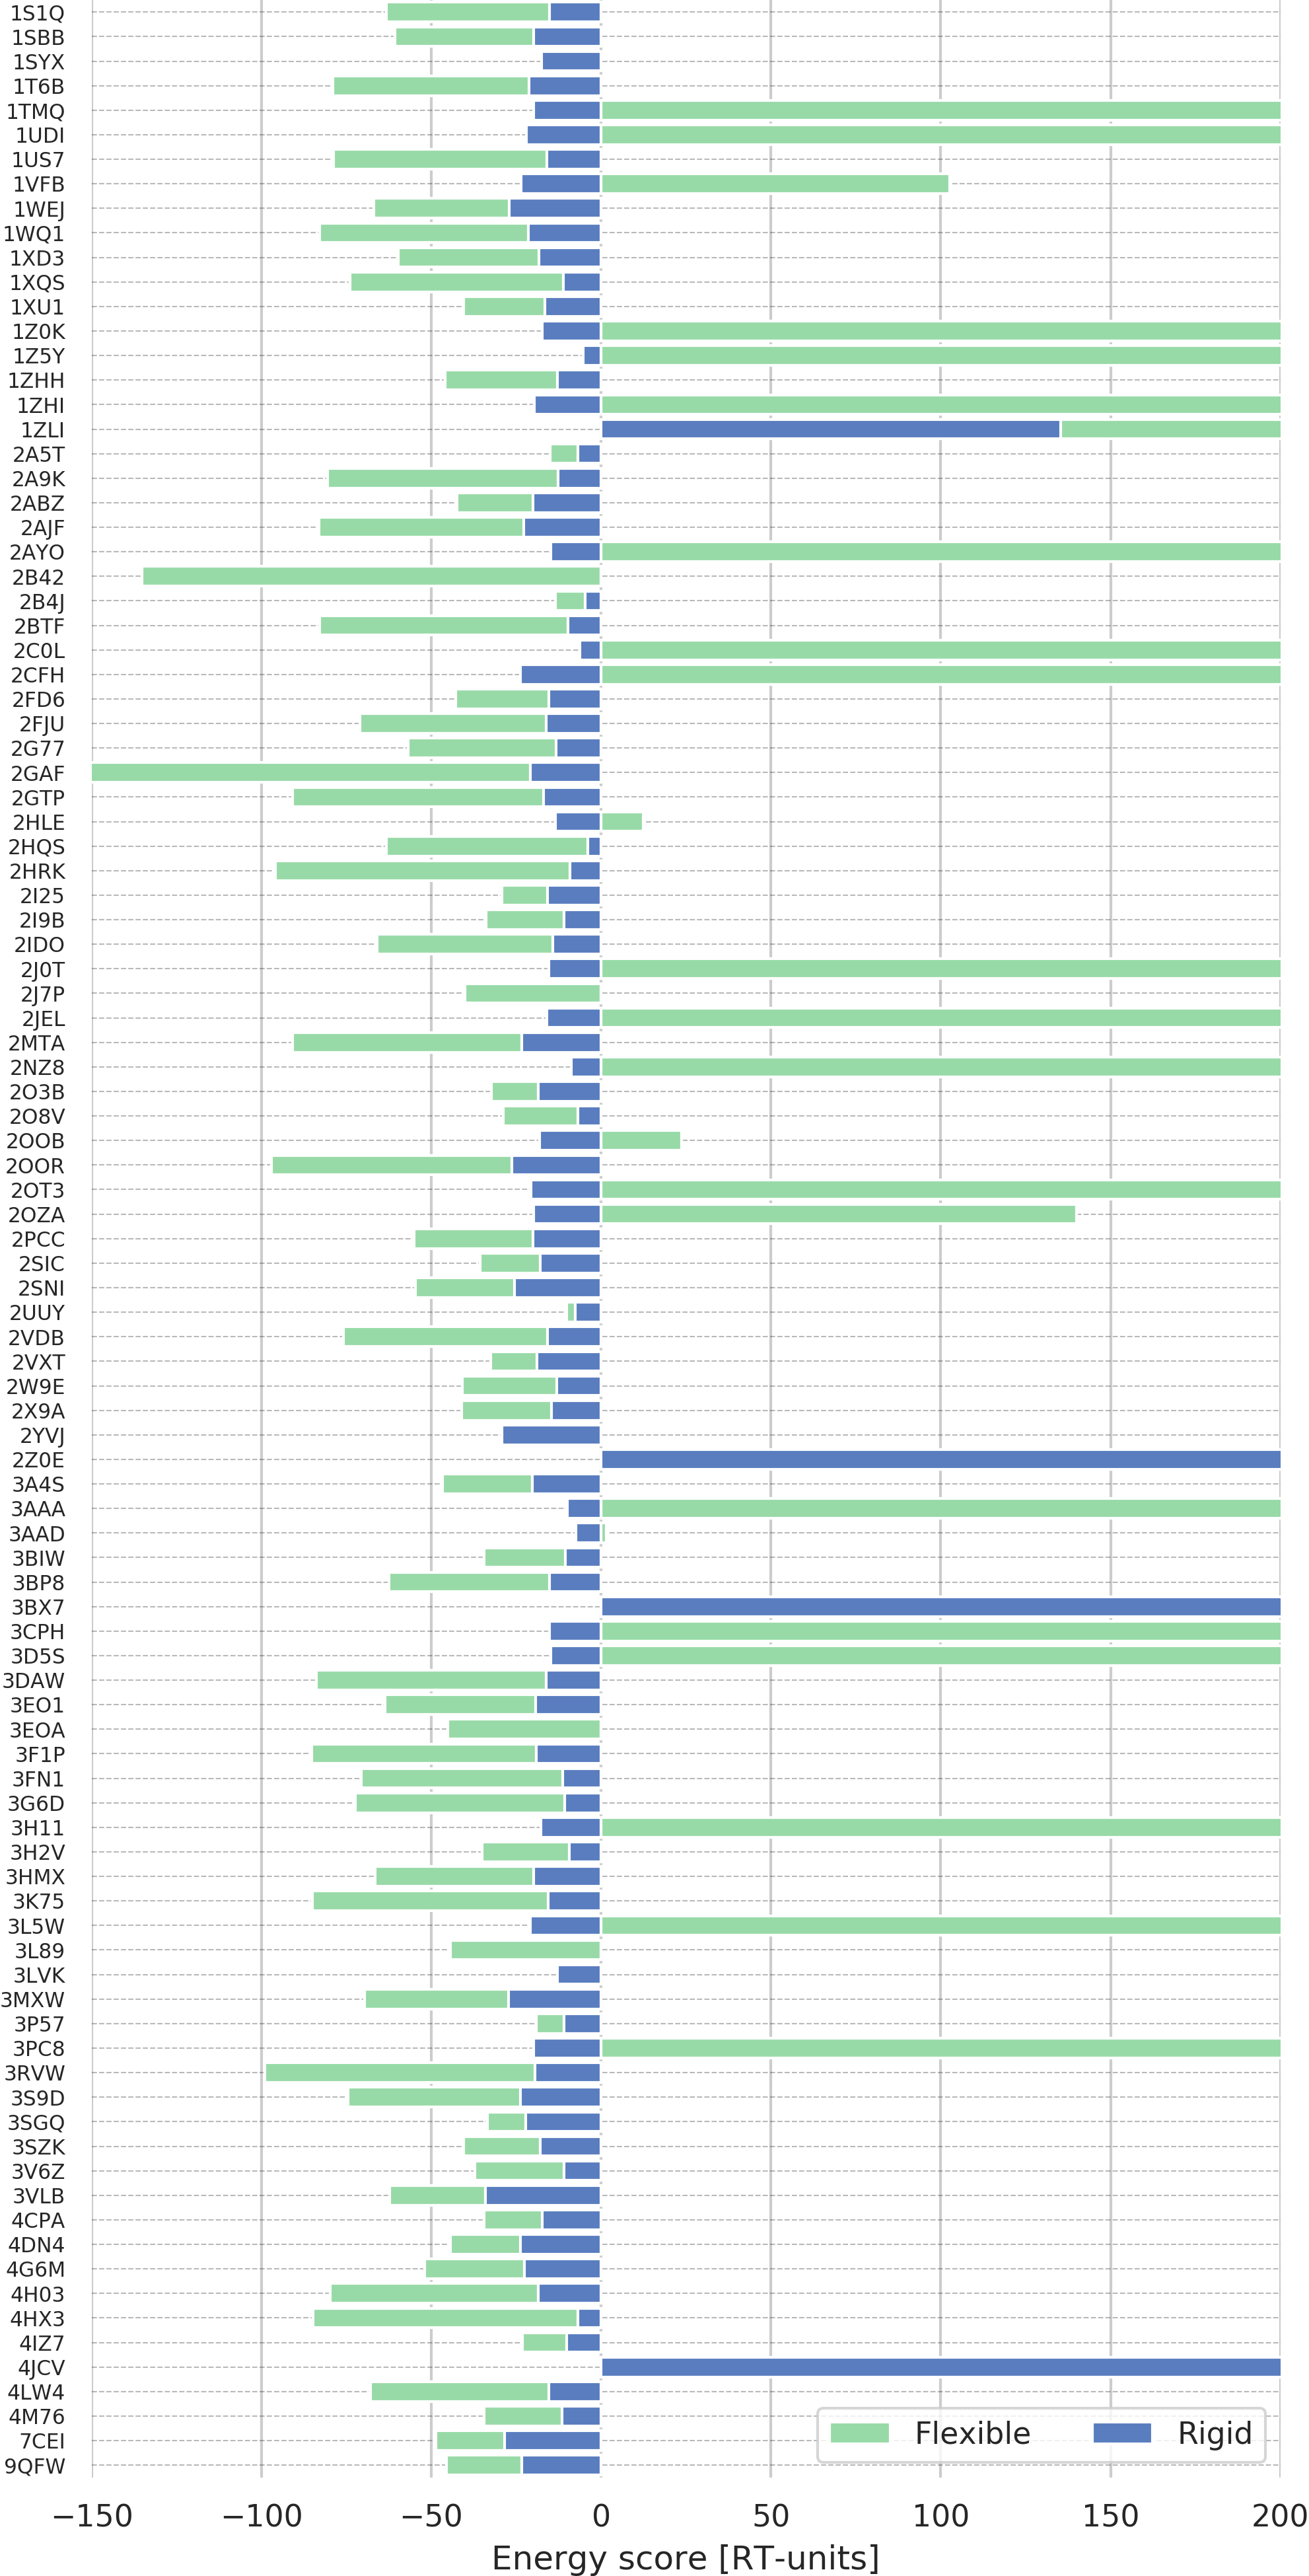 1S1Q
1SBB
1SYX
1T6B
1TMQ
1UDI
1US7
1VFB
1WEJ
1WQ1
1XD3
1XQS
1XU1
1Z0K
1Z5Y
1ZHH
1ZHI
1ZLI
2A5T
2A9K
2ABZ
2AJF
2AYO
2B42
2B4J
2BTF
2C0L
2CFH
2FD6
2FJU
2G77
2GAF
2GTP
2HLE
2HQS
2HRK
2I25
2I9B
2IDO
2J0T
2J7P
2JEL
2MTA
2NZ8
2O3B
2O8V
2OOB
2OOR
2OT3
2OZA
2PCC
2SIC
2SNI
2UUY
2VDB
2VXT
2W9E
2X9A
2YVJ
2Z0E
3A4S
3AAA
3AAD
3BIW
3BP8
3BX7
3CPH
3D5S
3DAW
3EO1
3EOA
3F1P
3FN1
3G6D
3H11
3H2V
3HMX
3K75
3L5W
3L89
3LVK
3MXW
3P57
3PC8
3RVW
3S9D
3SGQ
3SZK
3V6Z
3VLB
4CPA
4DN4
4G6M
4H03
4HX3
4IZ7
4JCV
4LW4
4M76
7CEI
9QFW
Flexible Rigid
−150 −100 −50 0 50 100 150 200
Energy score [RT-units]